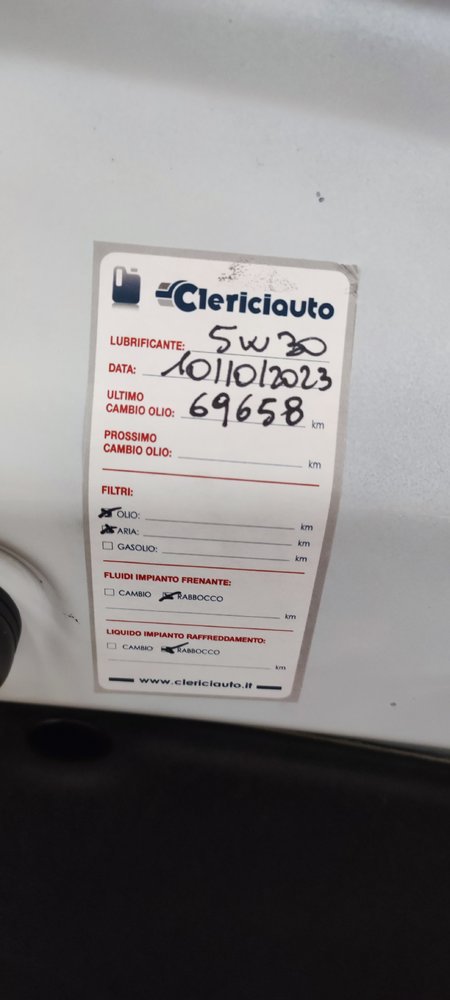 Clericiauto
LUBRIFICANTE: 5W30
DATA: 10/10/2023
ULTIMO
CAMBIO OLIO: 69658 km
PROSSIMO
CAMBIO OLIO: km
FILTRI:
OLIO: km
ARIA: km
GASOLIO: km
FLUIDI IMPIANTO FRENANTE:
CAMBIO RABBOCCO
km
LIQUIDO IMPIANTO RAFFREDDAMENTO:
CAMBIO RABBOCCO
km
www.clericiauto.it